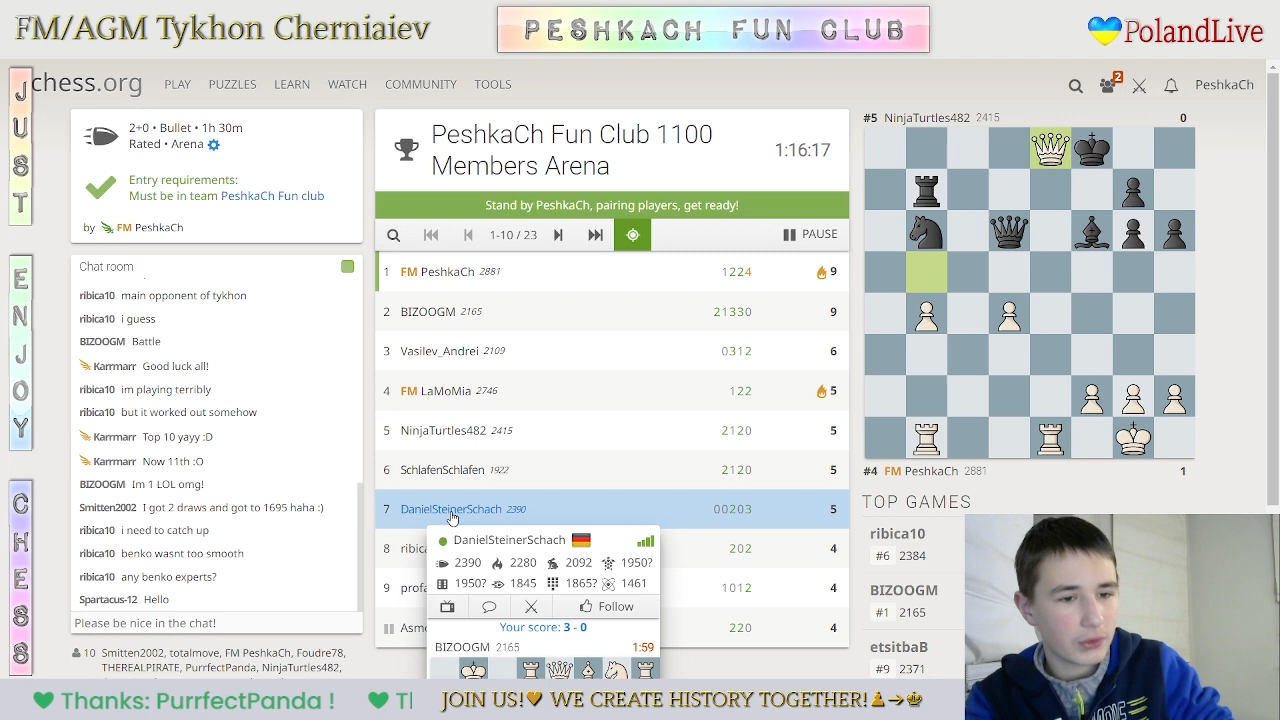 FM/AGM Tykhon Cherniaiev
PESHKACH FUN CLUB
PolandLive
JUST
ENJOY
CHESS
chess.org
PLAY
PUZZLES
LEARN
WATCH
COMMUNITY
TOOLS
2
PeshkaCh
2+0 • Bullet • 1h 30m
Rated • Arena
Entry requirements:
Must be in team PeshkaCh Fun club
by FM PeshkaCh
Chat room
ribica10 main opponent of tykhon
ribica10 i guess
BIZOOGM Battle
Karrmarr Good luck all!
ribica10 im playing terribly
ribica10 but it worked out somehow
Karrmarr Top 10 yayy :D
Karrmarr Now 11th :O
BIZOOGM Im 1 LOL omg!
Smitten2002 I got 2 draws and got to 1695 haha :)
ribica10 i need to catch up
ribica10 benko wasnt too smooth
ribica10 any benko experts?
Spartacus-12 Hello
Please be nice in the chat!
10 Smitten2002, totalmove, FM PeshkaCh, Foudre78,
THEREALPIRATE, PurrfectPanda, NinjaTurtles482,
PeshkaCh Fun Club 1100
Members Arena
1:16:17
Stand by PeshkaCh, pairing players, get ready!
1-10 / 23
PAUSE
1 FM PeshkaCh 2881 1224 9
2 BIZOOGM 2165 21330 9
3 Vasilev_Andrei 2109 0312 6
4 FM LaMoMia 2746 122 5
5 NinjaTurtles482 2415 2120 5
6 SchlafenSchlafen 1922 2120 5
7 DanielSteinerSchach 2390 00203 5
8 ribica 202 4
9 profa 1012 4
Asmo 220 4
DanielSteinerSchach
2390 2280 2092 1950?
1950? 1845 1865? 1461
Follow
Your score: 3 - 0
BIZOOGM 2165 1:59
#5 NinjaTurtles482 2415 0
#4 FM PeshkaCh 2881 1
TOP GAMES
ribica10
#6 2384
BIZOOGM
#1 2165
etsitbaB
#9 2371
Thanks: PurrfectPanda !
JOIN US! WE CREATE HISTORY TOGETHER!